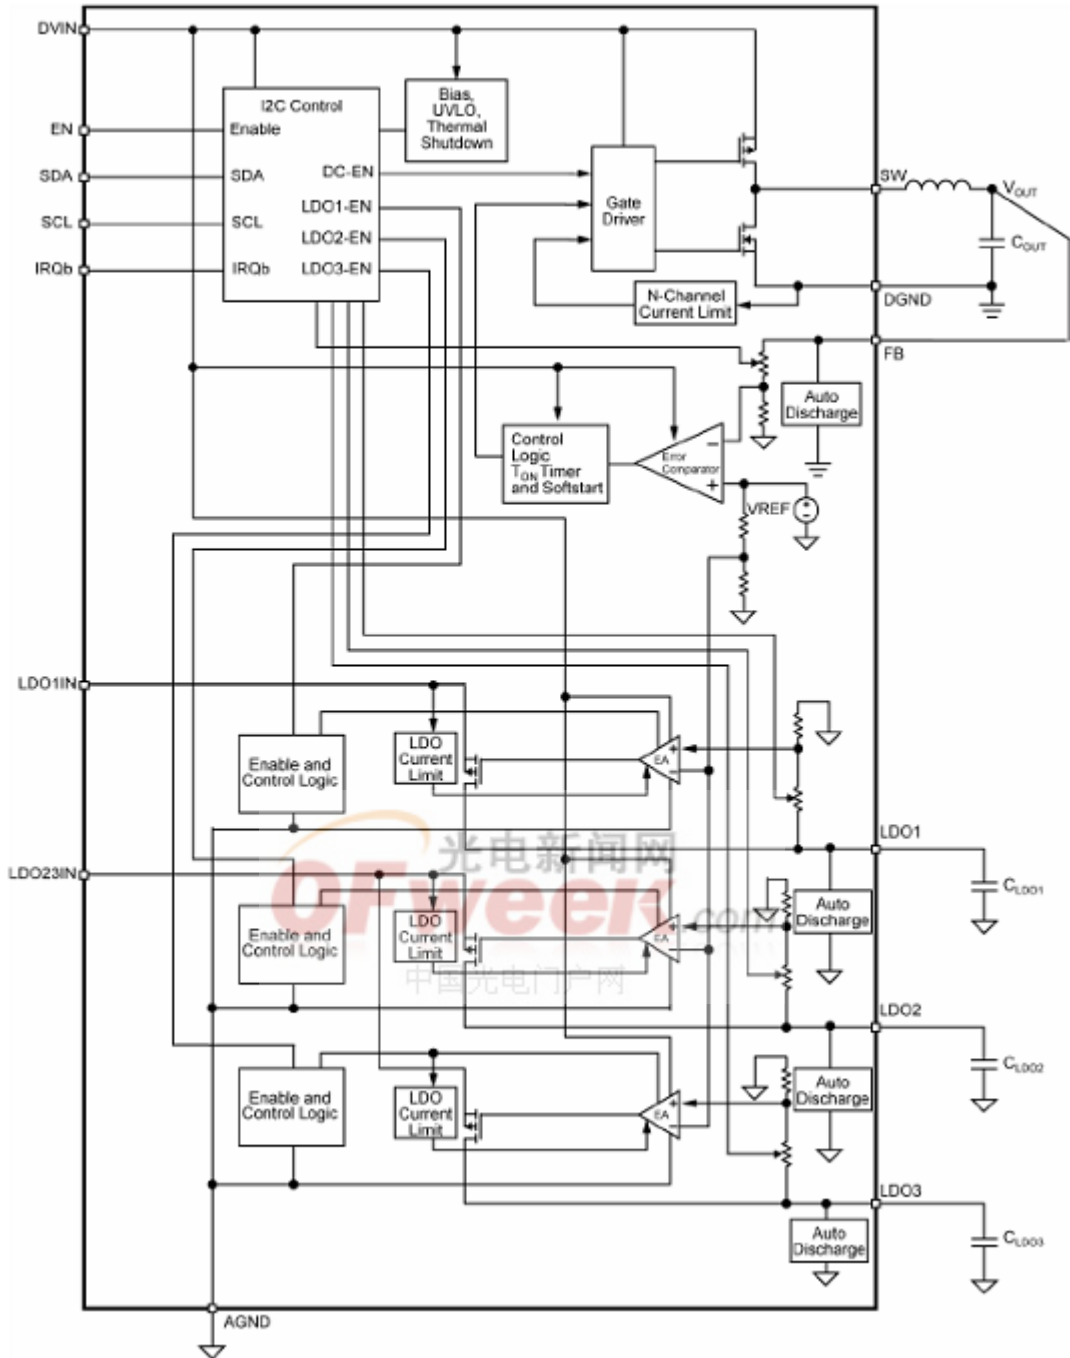 DVIN
I2C Control
Bias,
UVLO,
Thermal
Shutdown
EN
Enable
SDA
SDA
DC-EN
SCL
SCL
LDO1-EN
LDO2-EN
IRQb
IRQb
LDO3-EN
Gate
Driver
SW
VOUT
COUT
N-Channel
Current Limit
DGND
FB
Auto
Discharge
Control
Logic
TON Timer
and Softstart
−
Error
Comparator
+
VREF
LDO1IN
Enable and
Control Logic
LDO
Current
Limit
+
EA
−
LDO1
光电新闻网
OFweek.com
中国光电门户网
LDO23IN
Enable and
Control Logic
LDO
Current
Limit
+
EA
−
Auto
Discharge
CLDO1
LDO2
Enable and
Control Logic
LDO
Current
Limit
+
EA
−
Auto
Discharge
CLDO2
LDO3
Auto
Discharge
CLDO3
AGND